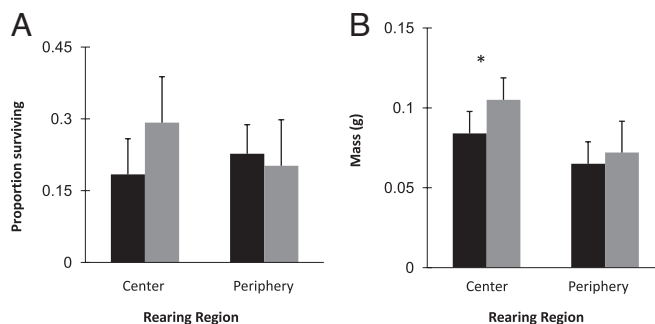 A
Proportion surviving
0.45
0.3
0.15
0
Center
Periphery
Rearing Region
B
Mass (g)
0.15
0.1
0.05
0
*
Center
Periphery
Rearing Region